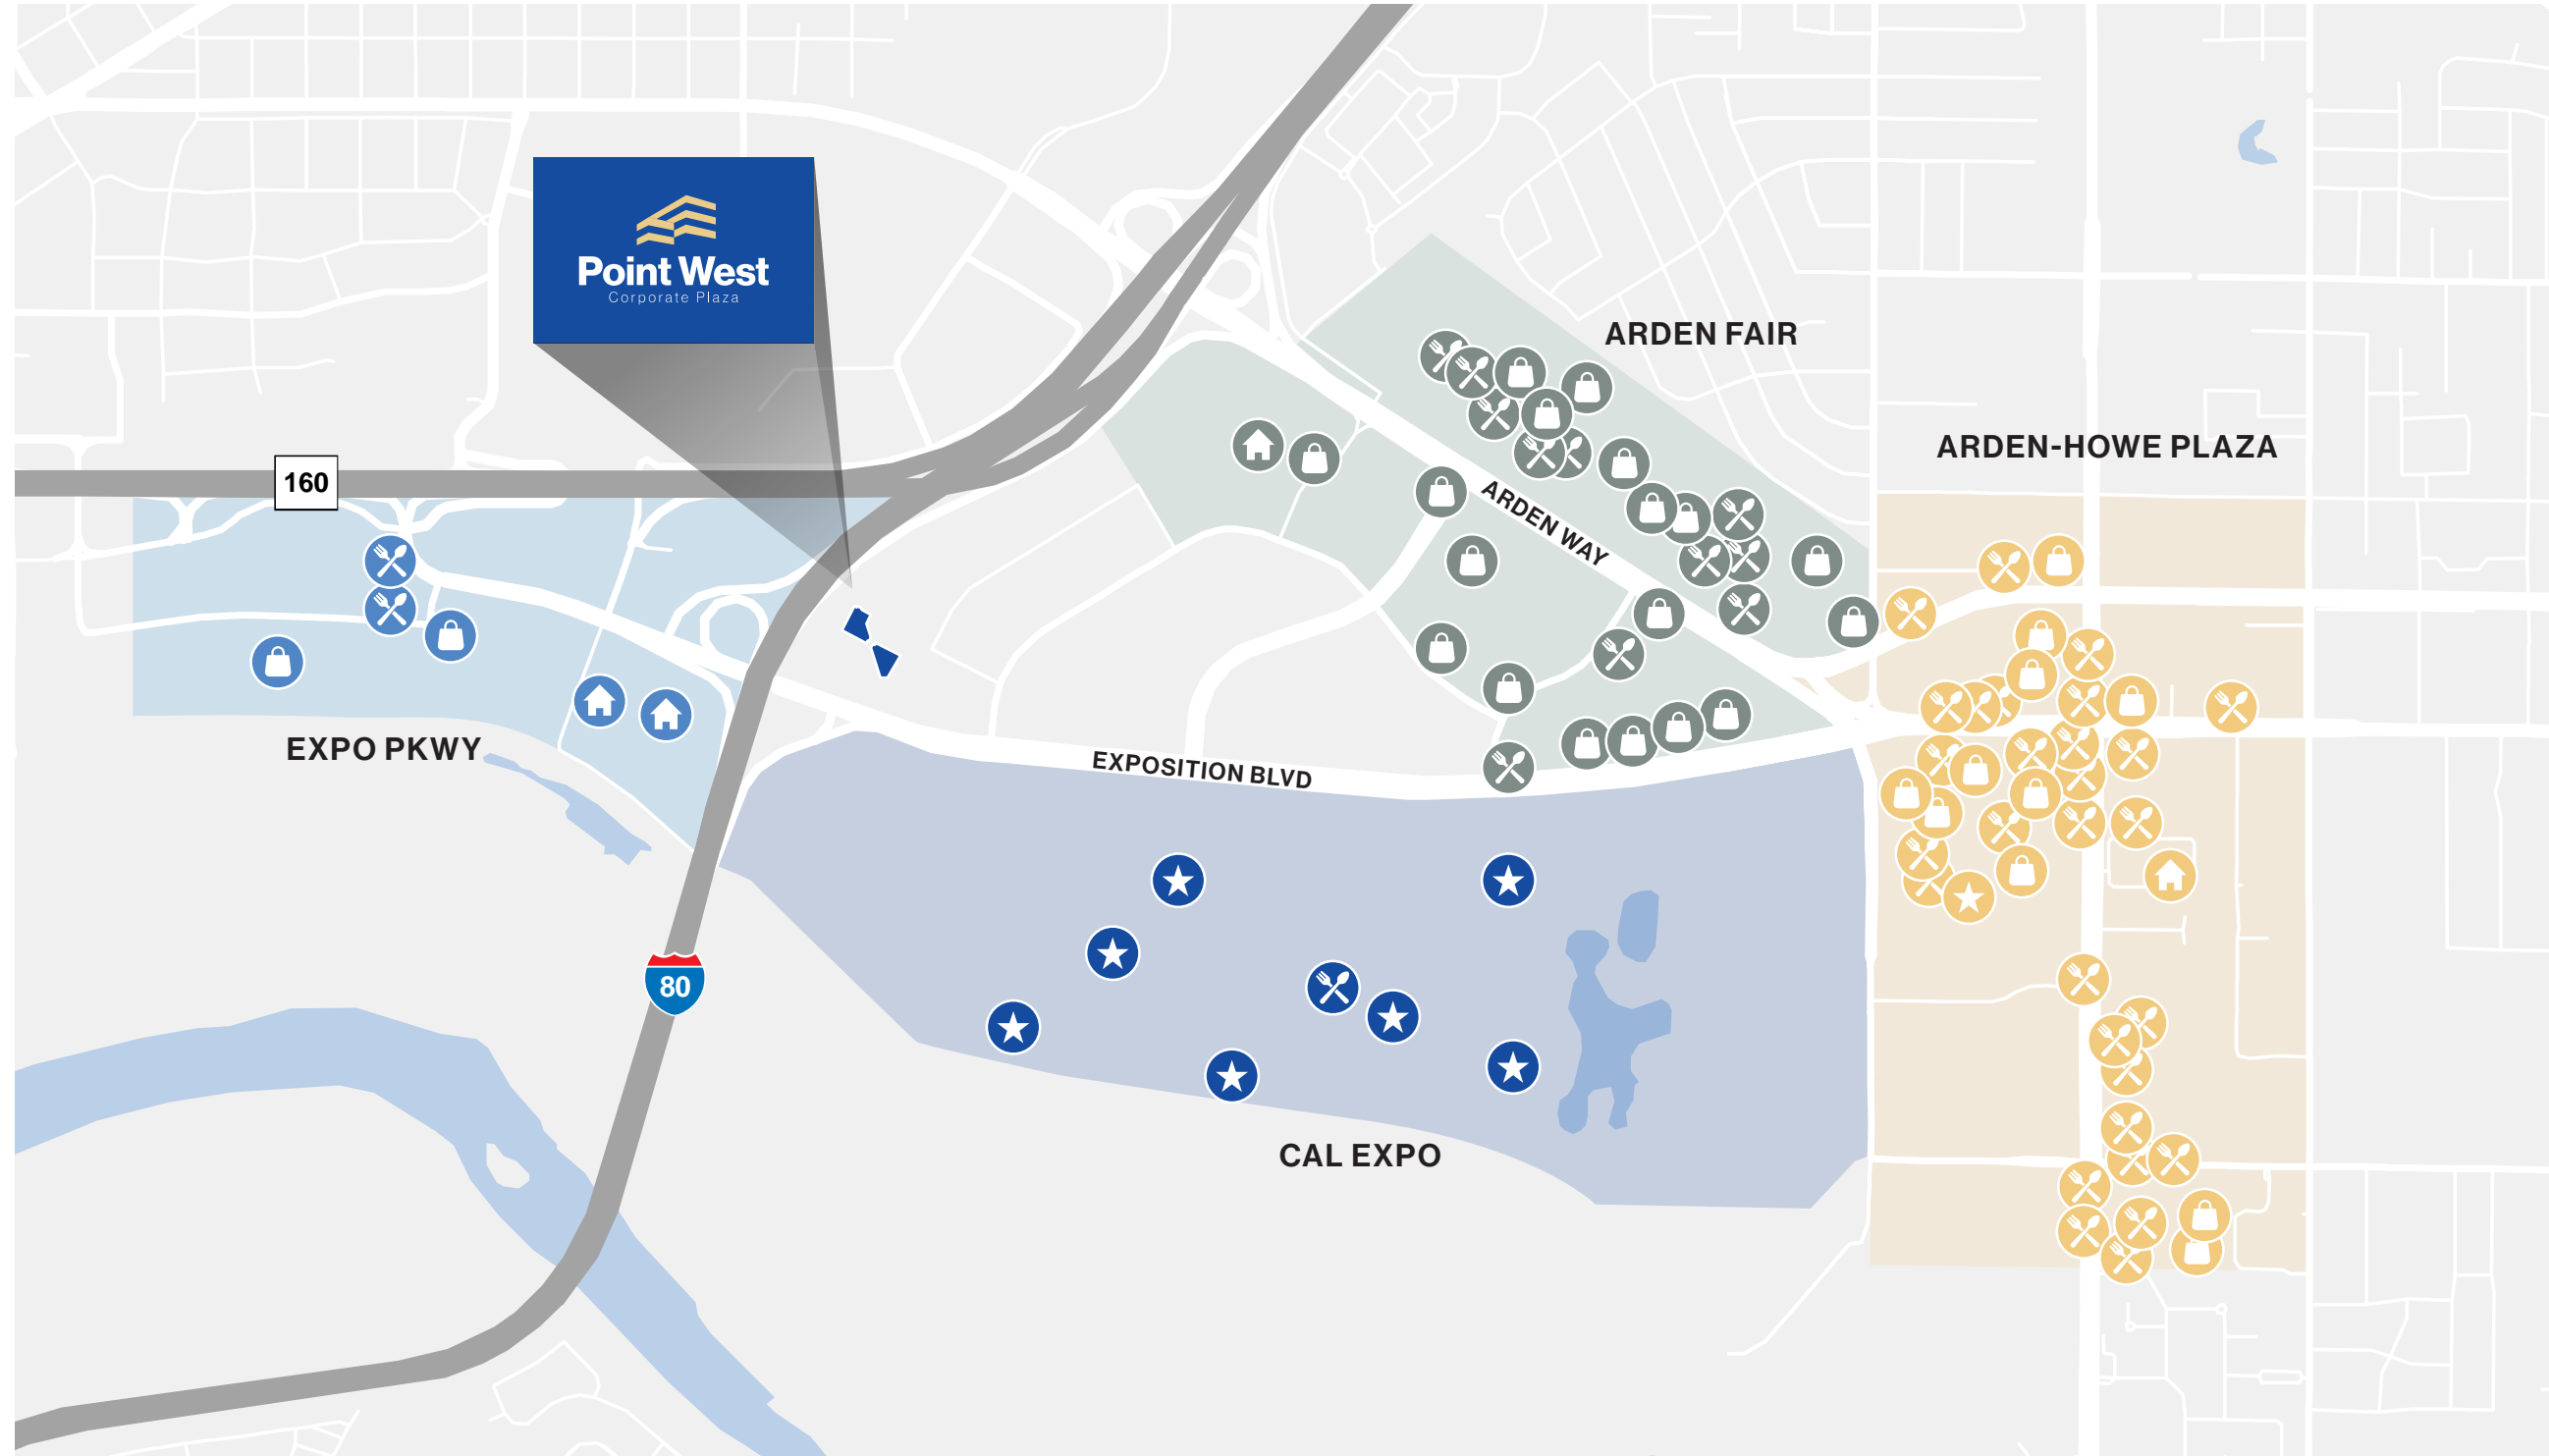 Point West
Corporate Plaza
ARDEN FAIR
ARDEN-HOWE PLAZA
160
ARDEN WAY
EXPO PKWY
EXPOSITION BLVD
80
CAL EXPO